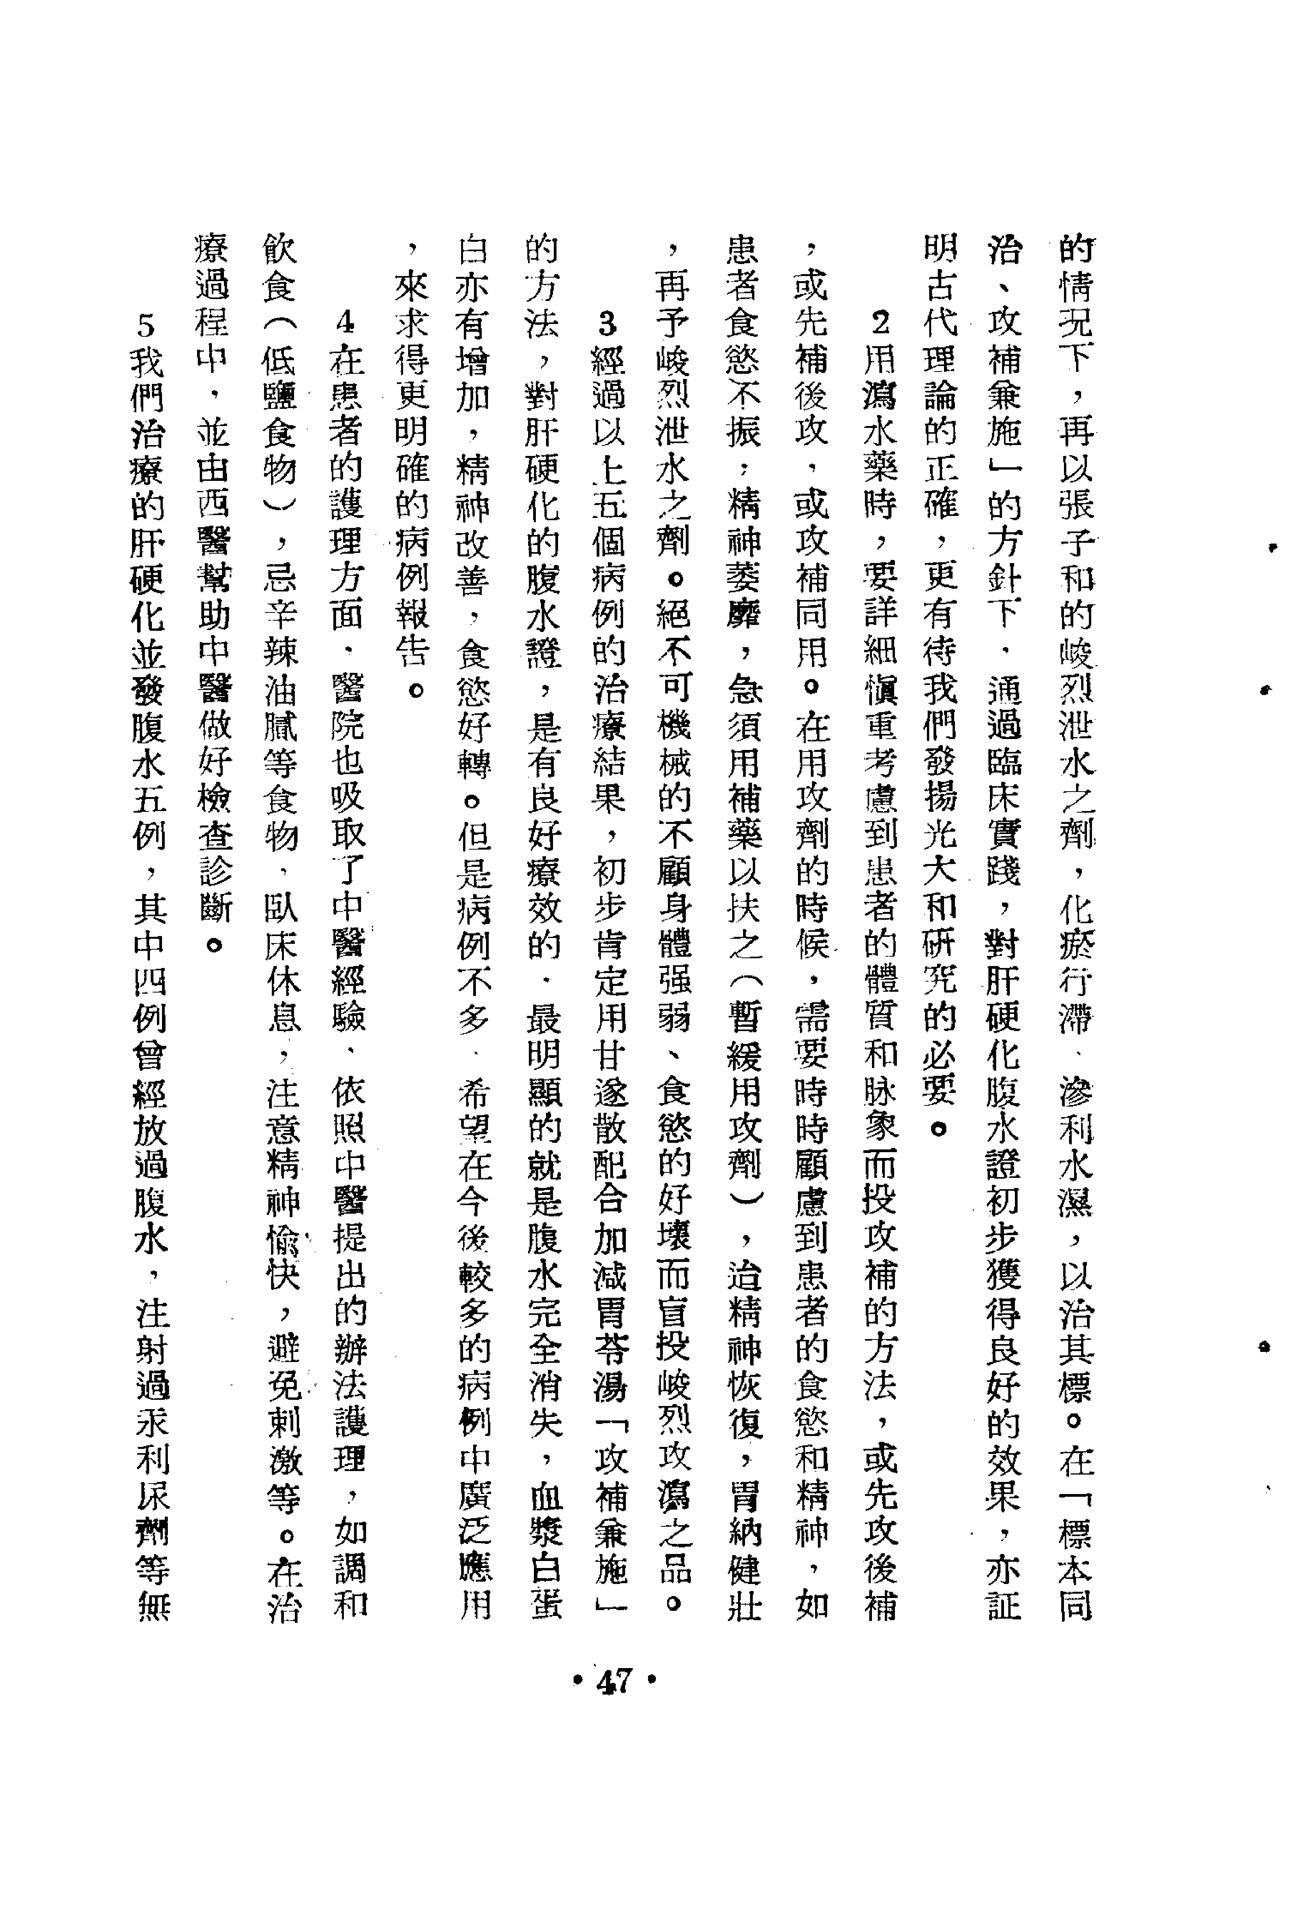 的情況下，再以張子和的峻烈泄水之劑，化瘀行滯、滲利水濕，以治其標。在「標本同
治、攻補兼施」的方針下，通過臨床實踐，對肝硬化腹水證初步獲得良好的效果，亦証
明古代理論的正確，更有待我們發揚光大和研究的必要。
2用瀉水藥時，要詳細愼重考慮到患者的體質和脉象而投攻補的方法，或先攻後補
，或先補後攻，或攻補同用。在用攻劑的時候，需要時時顧慮到患者的食慾和精神，如
患者食慾不振，精神萎靡，急須用補藥以扶之（暫緩用攻劑），迨精神恢復，胃納健壯
，再予峻烈泄水之劑。絕不可機械的不顧身體强弱、食慾的好壞而盲投峻烈攻瀉之品。
3經過以上五個病例的治療結果，初步肯定用甘遂散配合加減胃苓湯「攻補兼施」
的方法，對肝硬化的腹水證，是有良好療效的．最明顯的就是腹水完全消失，血漿白蛋
白亦有增加，精神改善，食慾好轉。但是病例不多、希望在今後較多的病例中廣泛應用
，來求得更明確的病例報告。
4在患者的護理方面．醫院也吸取了中醫經驗、依照中醫提出的辦法護理，如調和
飲食（低鹽食物），忌辛辣油膩等食物、臥床休息，注意精神愉快，避免刺激等。在治
療過程中，並由西醫幫助中醫做好檢查診斷。
5我們治療的肝硬化並發腹水五例，其中四例曾經放過腹水，注射過汞利尿劑等無
•47•